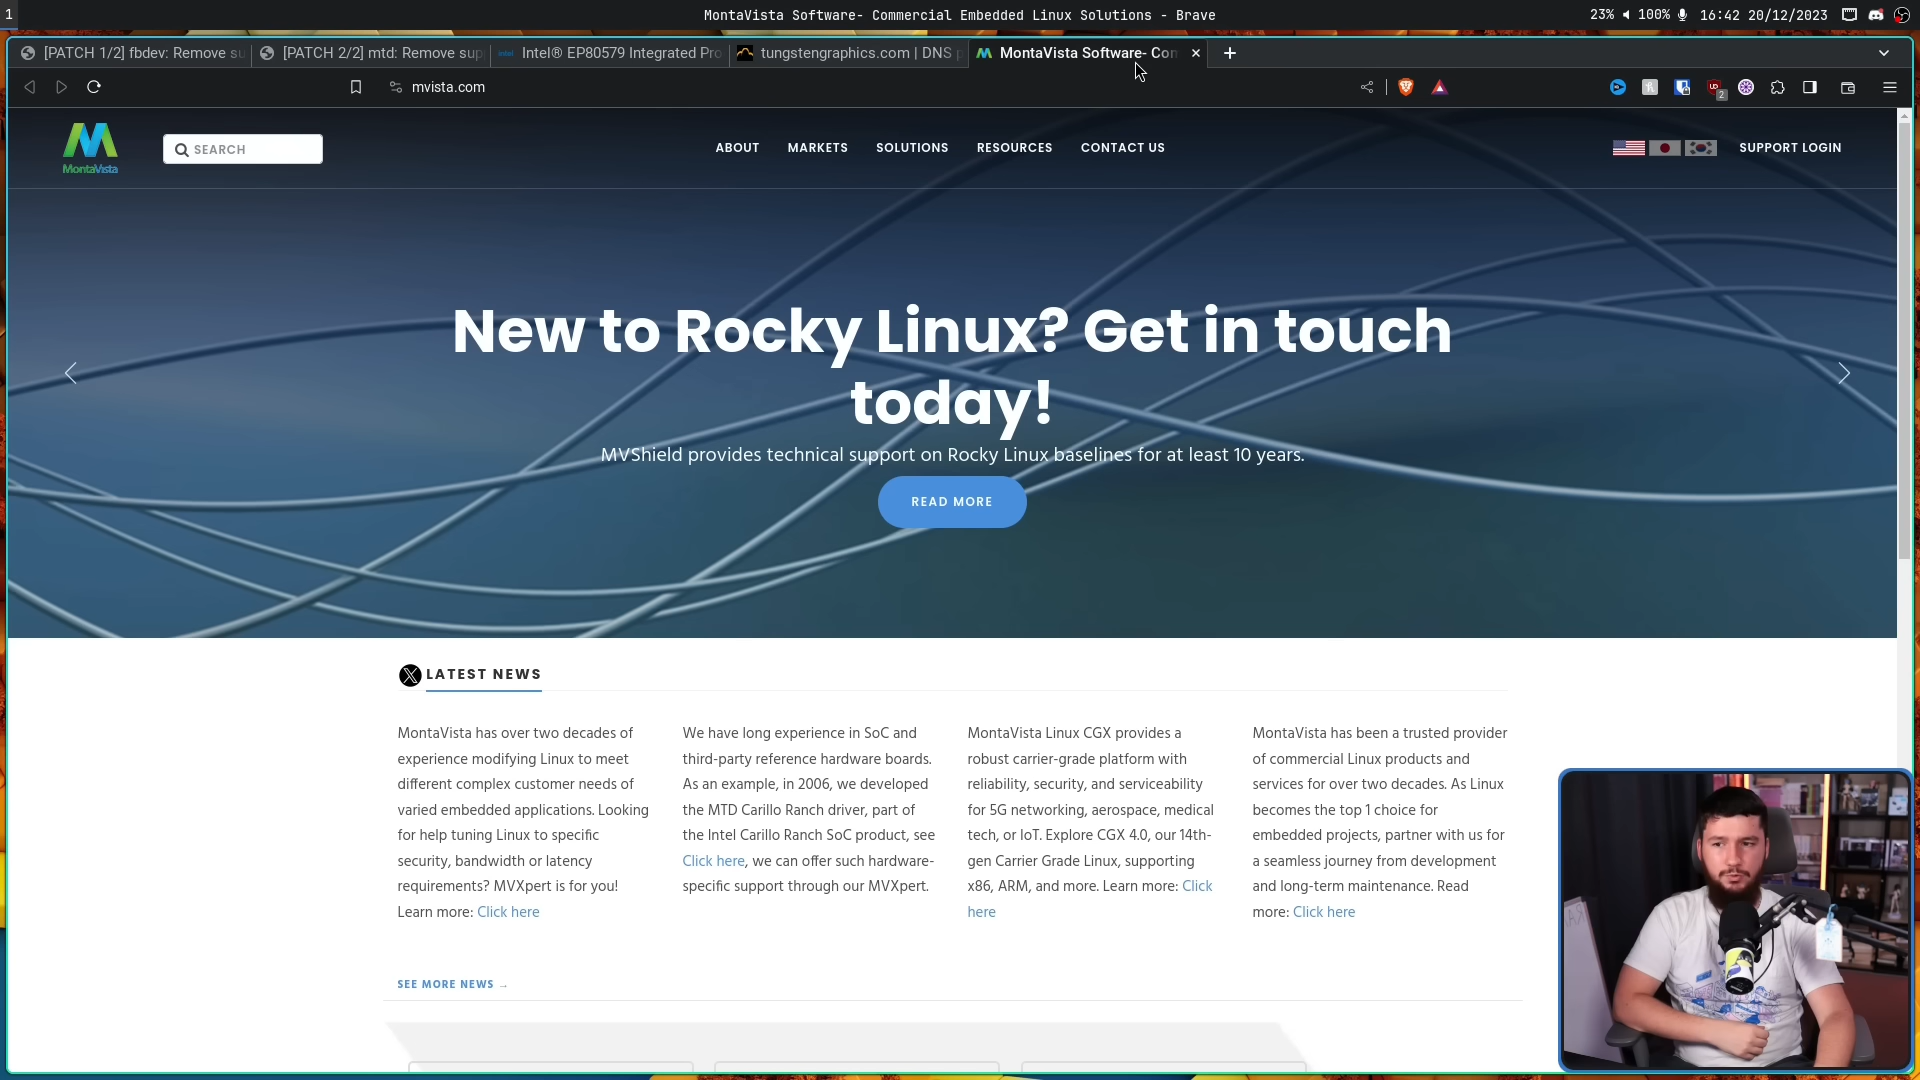 1
MontaVista Software- Commercial Embedded Linux Solutions - Brave
23% 100% 16:42 20/12/2023
[PATCH 1/2] fbdev: Remove su
[PATCH 2/2] mtd: Remove sup
Intel® EP80579 Integrated Pro
tungstengraphics.com | DNS p
MontaVista Software- Con
mvista.com
2
MontaVista
SEARCH
ABOUT MARKETS SOLUTIONS RESOURCES CONTACT US
SUPPORT LOGIN
New to Rocky Linux? Get in touch
today!
MVShield provides technical support on Rocky Linux baselines for at least 10 years.
READ MORE
LATEST NEWS
MontaVista has over two decades of
experience modifying Linux to meet
different complex customer needs of
varied embedded applications. Looking
for help tuning Linux to specific
security, bandwidth or latency
requirements? MVXpert is for you!
Learn more: Click here
We have long experience in SoC and
third-party reference hardware boards.
As an example, in 2006, we developed
the MTD Carillo Ranch driver, part of
the Intel Carillo Ranch SoC product, see
Click here, we can offer such hardware-
specific support through our MVXpert.
MontaVista Linux CGX provides a
robust carrier-grade platform with
reliability, security, and serviceability
for 5G networking, aerospace, medical
tech, or IoT. Explore CGX 4.0, our 14th-
gen Carrier Grade Linux, supporting
x86, ARM, and more. Learn more: Click
here
MontaVista has been a trusted provider
of commercial Linux products and
services for over two decades. As Linux
becomes the top 1 choice for
embedded projects, partner with us for
a seamless journey from development
and long-term maintenance. Read
more: Click here
SEE MORE NEWS →